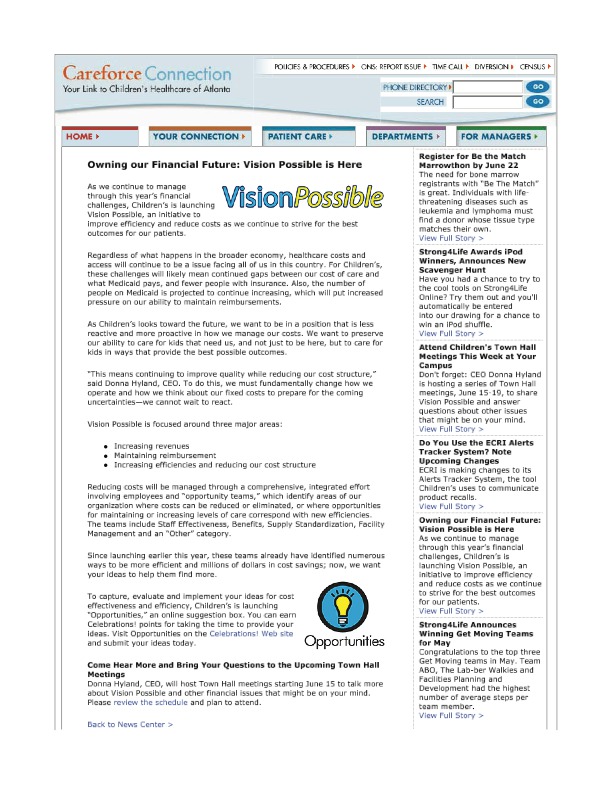 Careforce Connection
Your Link to Children's Healthcare of Atlanta
POLICIES & PROCEDURES ONS: REPORT ISSUE TIME CALL DIVERSION CENSUS
PHONE DIRECTORY GO
SEARCH GO
HOME YOUR CONNECTION PATIENT CARE DEPARTMENTS FOR MANAGERS
Owning our Financial Future: Vision Possible is Here
As we continue to manage
through this year's financial
challenges, Children's is launching
Vision Possible, an initiative to
improve efficiency and reduce costs as we continue to strive for the best
outcomes for our patients.
VisionPossible
Regardless of what happens in the broader economy, healthcare costs and
access will continue to be a issue facing all of us in this country. For Children's,
these challenges will likely mean continued gaps between our cost of care and
what Medicaid pays, and fewer people with insurance. Also, the number of
people on Medicaid is projected to continue increasing, which will put increased
pressure on our ability to maintain reimbursements.
As Children's looks toward the future, we want to be in a position that is less
reactive and more proactive in how we manage our costs. We want to preserve
our ability to care for kids that need us, and not just to be here, but to care for
kids in ways that provide the best possible outcomes.
“This means continuing to improve quality while reducing our cost structure,”
said Donna Hyland, CEO. To do this, we must fundamentally change how we
operate and how we think about our fixed costs to prepare for the coming
uncertainties—we cannot wait to react.
Vision Possible is focused around three major areas:
● Increasing revenues
● Maintaining reimbursement
● Increasing efficiencies and reducing our cost structure
Reducing costs will be managed through a comprehensive, integrated effort
involving employees and “opportunity teams,” which identify areas of our
organization where costs can be reduced or eliminated, or where opportunities
for maintaining or increasing levels of care correspond with new efficiencies.
The teams include Staff Effectiveness, Benefits, Supply Standardization, Facility
Management and an “Other” category.
Since launching earlier this year, these teams already have identified numerous
ways to be more efficient and millions of dollars in cost savings; now, we want
your ideas to help them find more.
To capture, evaluate and implement your ideas for cost
effectiveness and efficiency, Children's is launching
“Opportunities,” an online suggestion box. You can earn
Celebrations! points for taking the time to provide your
ideas. Visit Opportunities on the Celebrations! Web site
and submit your ideas today.
Opportunities
Come Hear More and Bring Your Questions to the Upcoming Town Hall
Meetings
Donna Hyland, CEO, will host Town Hall meetings starting June 15 to talk more
about Vision Possible and other financial issues that might be on your mind.
Please review the schedule and plan to attend.
Back to News Center >
Register for Be the Match
Marrowthon by June 22
The need for bone marrow
registrants with “Be The Match”
is great. Individuals with life-
threatening diseases such as
leukemia and lymphoma must
find a donor whose tissue type
matches their own.
View Full Story >
Strong4Life Awards iPod
Winners, Announces New
Scavenger Hunt
Have you had a chance to try to
the cool tools on Strong4Life
Online? Try them out and you'll
automatically be entered
into our drawing for a chance to
win an iPod shuffle.
View Full Story >
Attend Children's Town Hall
Meetings This Week at Your
Campus
Don't forget: CEO Donna Hyland
is hosting a series of Town Hall
meetings, June 15-19, to share
Vision Possible and answer
questions about other issues
that might be on your mind.
View Full Story >
Do You Use the ECRI Alerts
Tracker System? Note
Upcoming Changes
ECRI is making changes to its
Alerts Tracker System, the tool
Children's uses to communicate
product recalls.
View Full Story >
Owning our Financial Future:
Vision Possible is Here
As we continue to manage
through this year's financial
challenges, Children's is
launching Vision Possible, an
initiative to improve efficiency
and reduce costs as we continue
to strive for the best outcomes
for our patients.
View Full Story >
Strong4Life Announces
Winning Get Moving Teams
for May
Congratulations to the top three
Get Moving teams in May. Team
ABO, The Lab-ber Walkies and
Facilities Planning and
Development had the highest
number of average steps per
team member.
View Full Story >